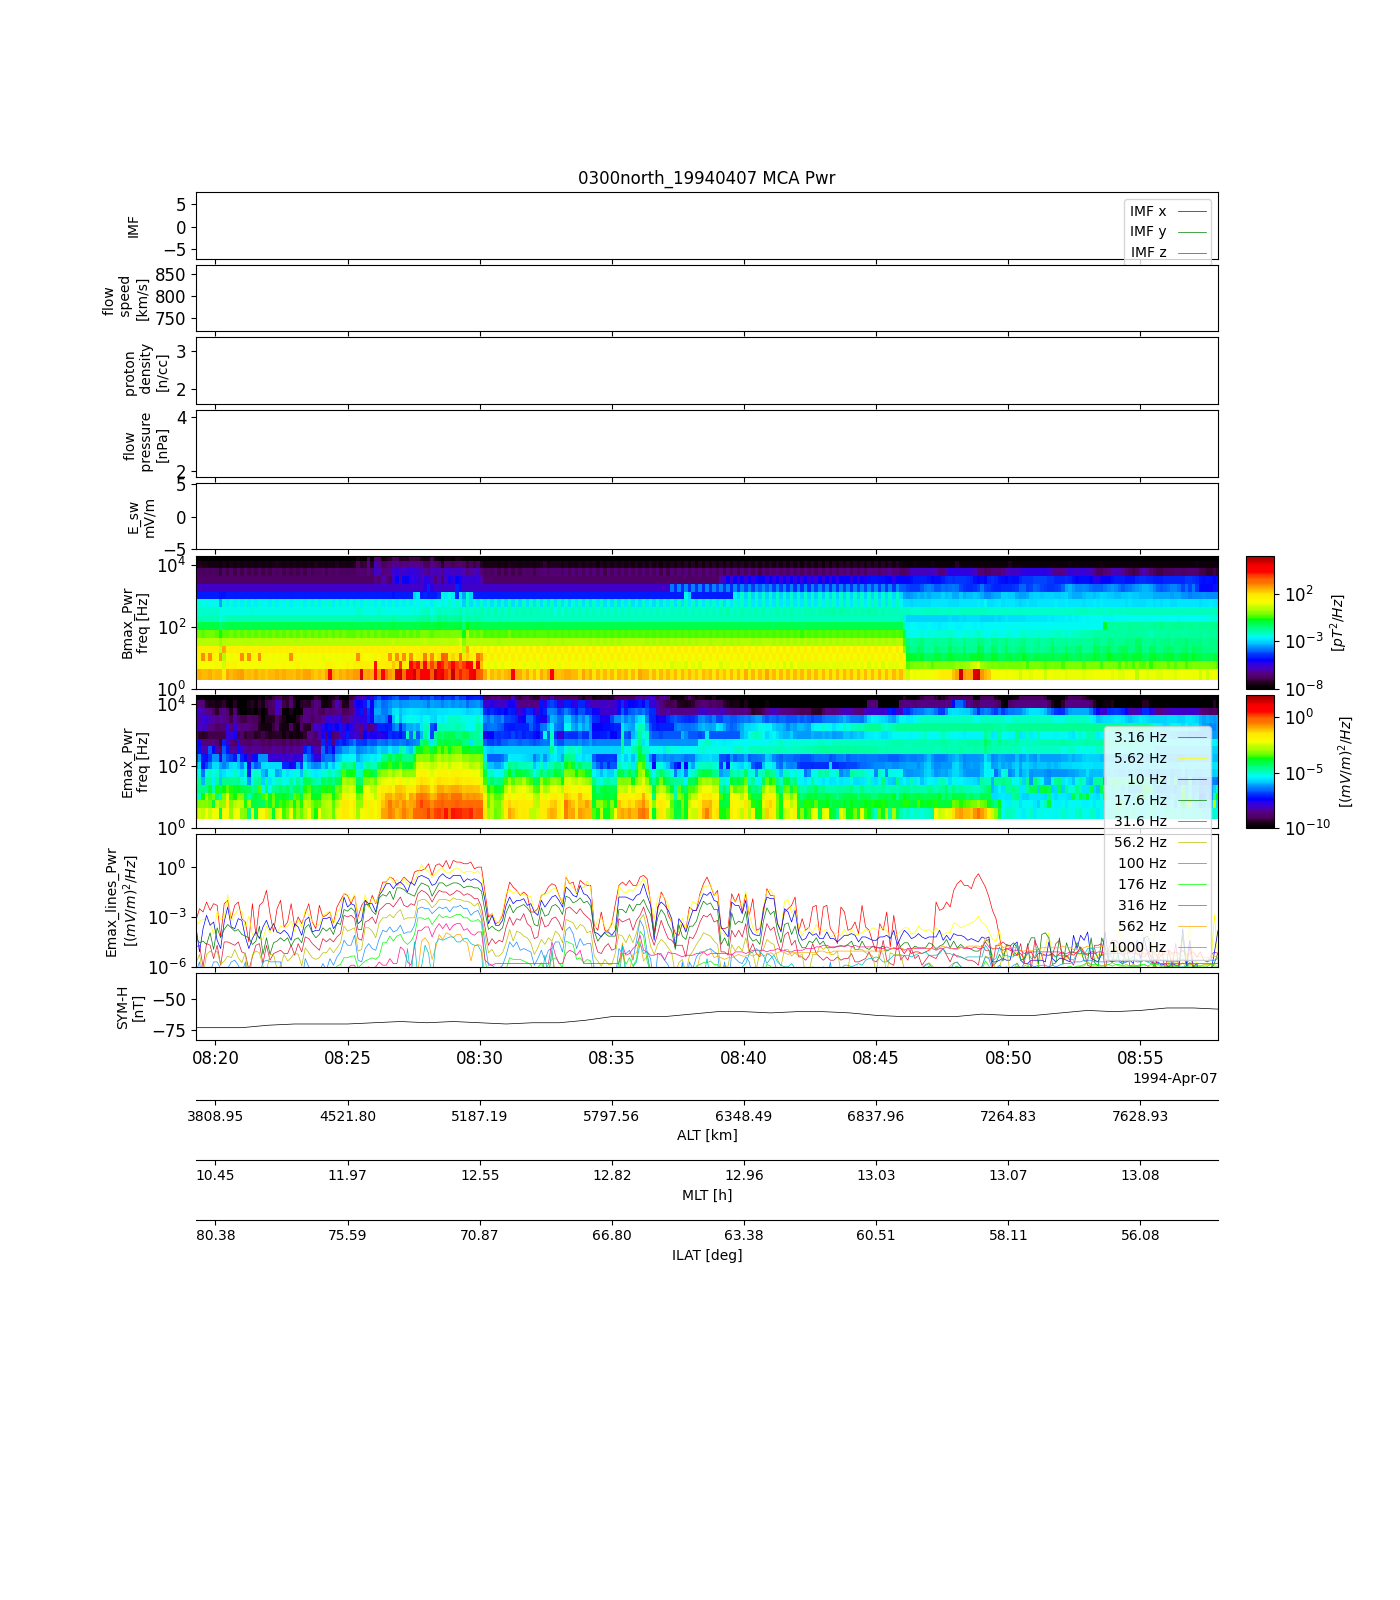 0300north_19940407 MCA Pwr
IMF
5
0
−5
IMF x
IMF y
IMF z
flow
speed
[km/s]
850
800
750
proton
density
[n/cc]
3
2
flow
pressure
[nPa]
4
2
E_sw
mV/m
5
0
−5
Bmax_Pwr
freq [Hz]
10^4
10^2
10^0
10^2
10^−3
10^−8
[pT^2/Hz]
Emax_Pwr
freq [Hz]
10^4
10^2
10^0
10^0
10^−5
10^−10
[(mV/m)^2/Hz]
3.16 Hz
5.62 Hz
10 Hz
17.6 Hz
31.6 Hz
56.2 Hz
100 Hz
176 Hz
316 Hz
562 Hz
1000 Hz
Emax_lines_Pwr
[(mV/m)^2/Hz]
10^0
10^−3
10^−6
SYM-H
[nT]
−50
−75
08:20 08:25 08:30 08:35 08:40 08:45 08:50 08:55
1994-Apr-07
3808.95 4521.80 5187.19 5797.56 6348.49 6837.96 7264.83 7628.93
ALT [km]
10.45 11.97 12.55 12.82 12.96 13.03 13.07 13.08
MLT [h]
80.38 75.59 70.87 66.80 63.38 60.51 58.11 56.08
ILAT [deg]